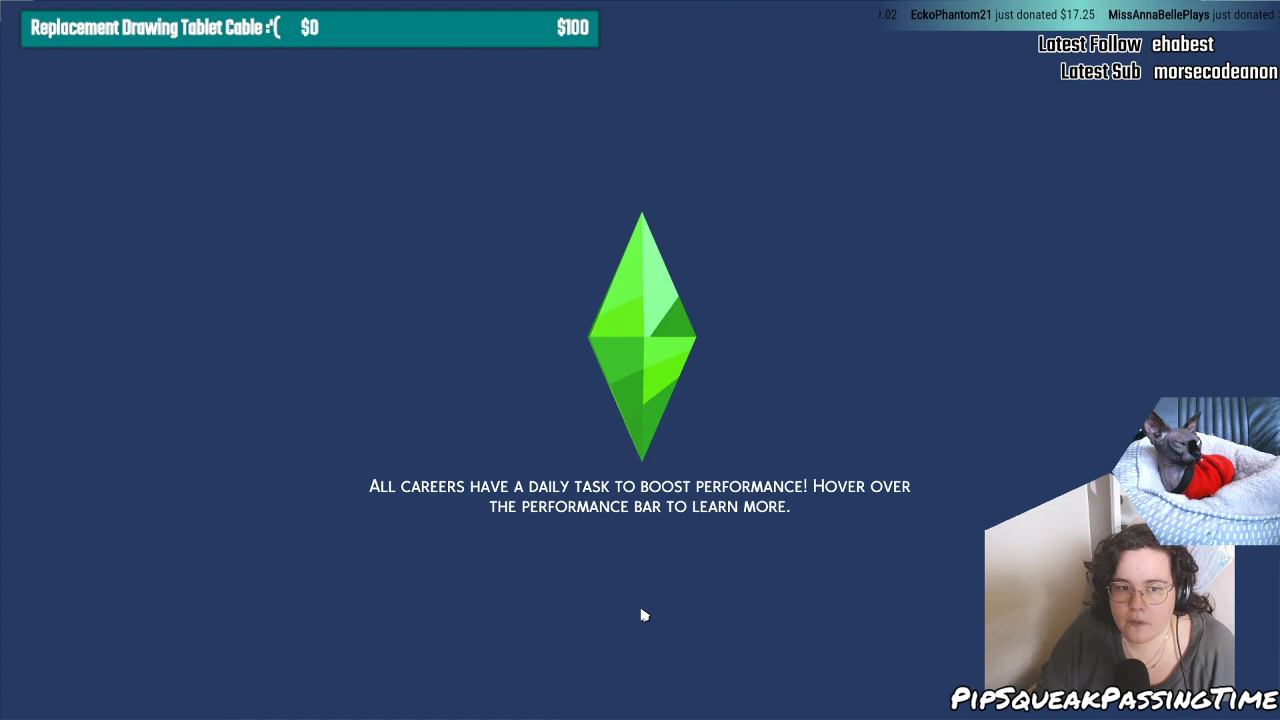 Replacement Drawing Tablet Cable :'( $0 $100
.02 EckoPhantom21 just donated $17.25 MissAnnaBellePlays just donated
Latest Follow ehabest
Latest Sub morsecodeanon
ALL CAREERS HAVE A DAILY TASK TO BOOST PERFORMANCE! HOVER OVER
THE PERFORMANCE BAR TO LEARN MORE.
PIPSQUEAKPASSINGTIME